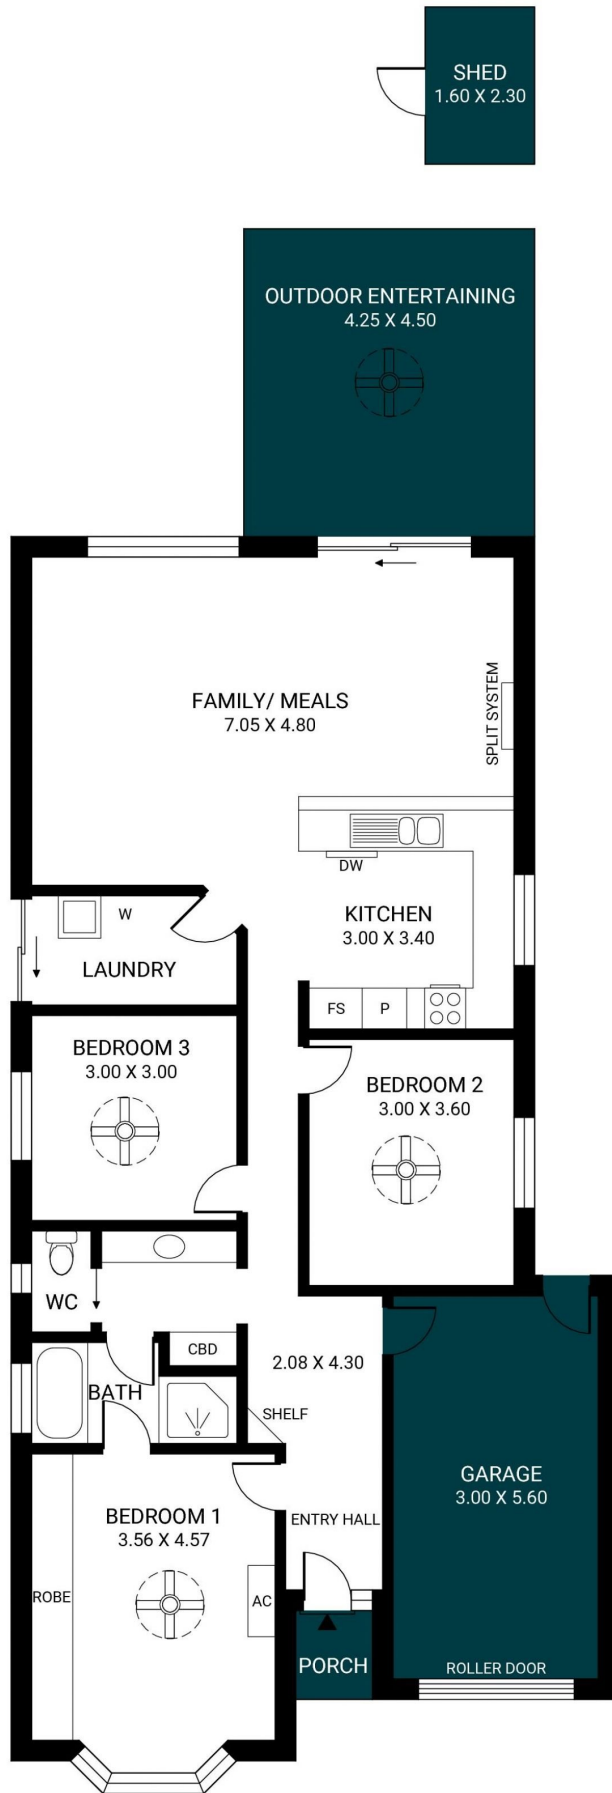 SHED
1.60 X 2.30
OUTDOOR ENTERTAINING
4.25 X 4.50
FAMILY/ MEALS
7.05 X 4.80
SPLIT SYSTEM
DW
KITCHEN
3.00 X 3.40
FS
P
W
LAUNDRY
BEDROOM 3
3.00 X 3.00
BEDROOM 2
3.00 X 3.60
WC
CBD
BATH
2.08 X 4.30
SHELF
ENTRY HALL
GARAGE
3.00 X 5.60
BEDROOM 1
3.56 X 4.57
ROBE
AC
PORCH
ROLLER DOOR